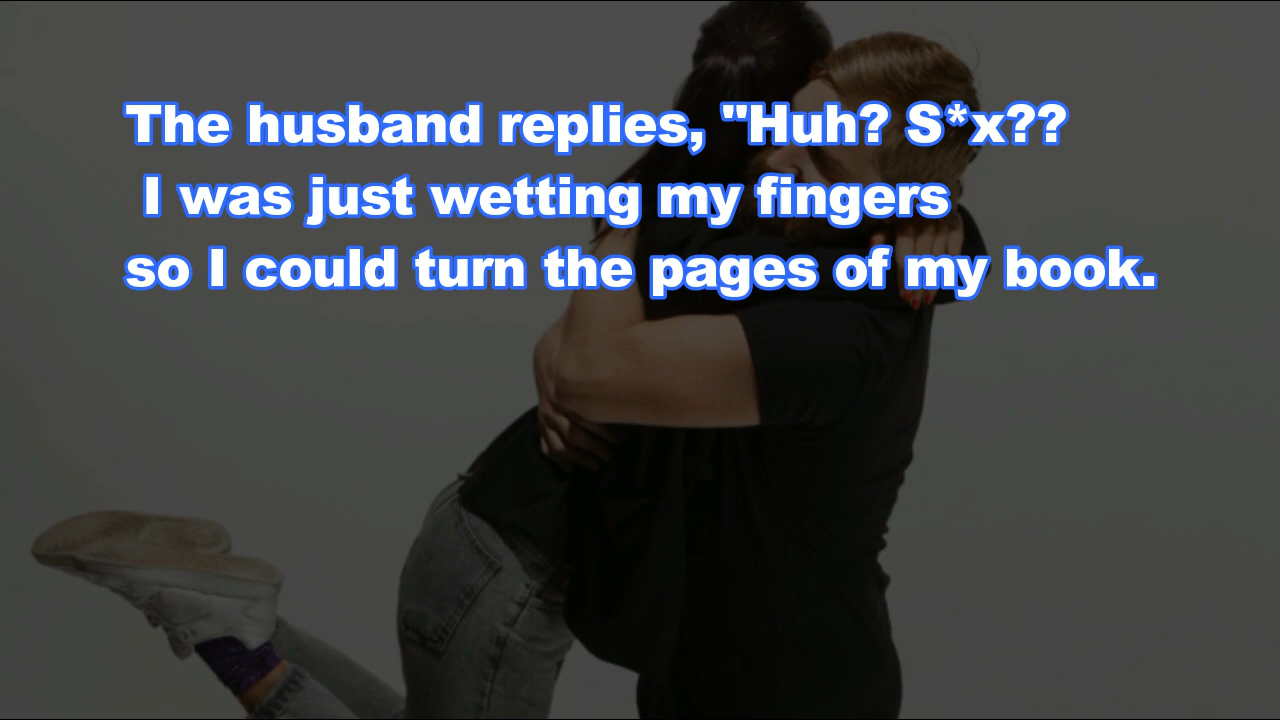 The husband replies, "Huh? S*x??
I was just wetting my fingers
so I could turn the pages of my book.